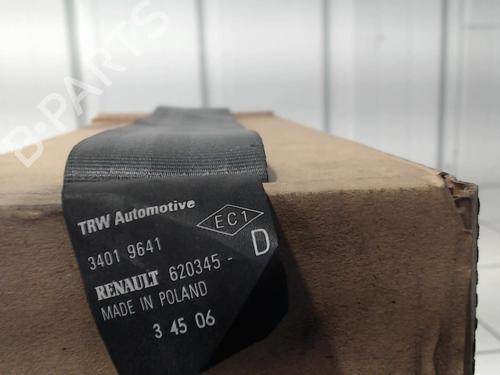 B-PARTS
TRW Automotive
EC1
3401 9641
D
RENAULT 620345-
MADE IN POLAND
3 45 06